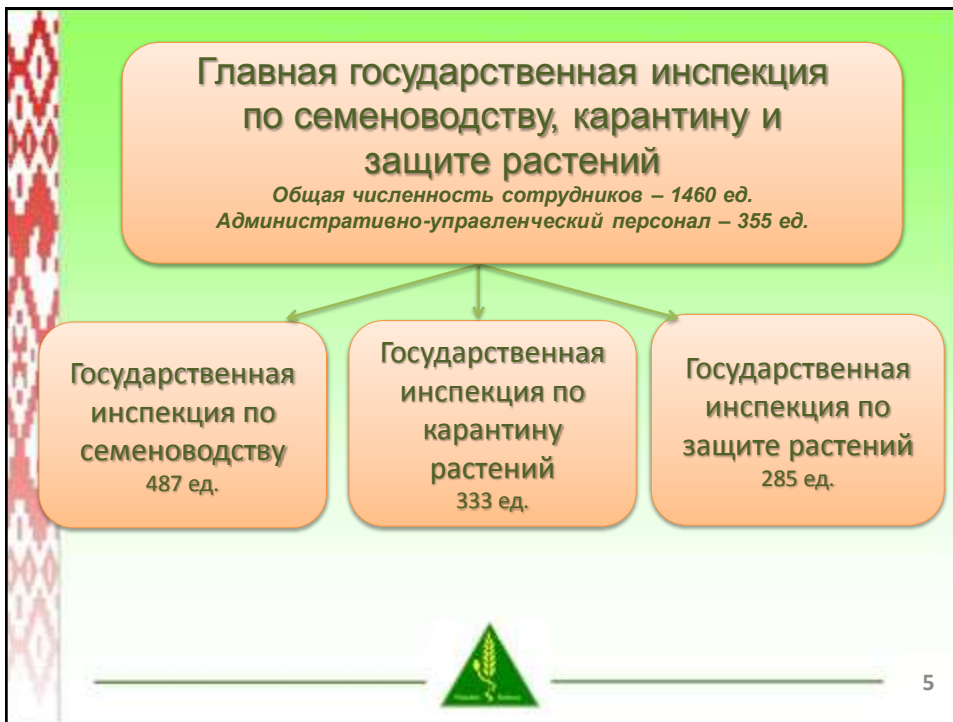 Главная государственная инспекция
по семеноводству, карантину и
защите растений
Общая численность сотрудников – 1460 ед.
Административно-управленческий персонал – 355 ед.
Государственная
инспекция по
семеноводству
487 ед.
Государственная
инспекция по
карантину
растений
333 ед.
Государственная
инспекция по
защите растений
285 ед.
5